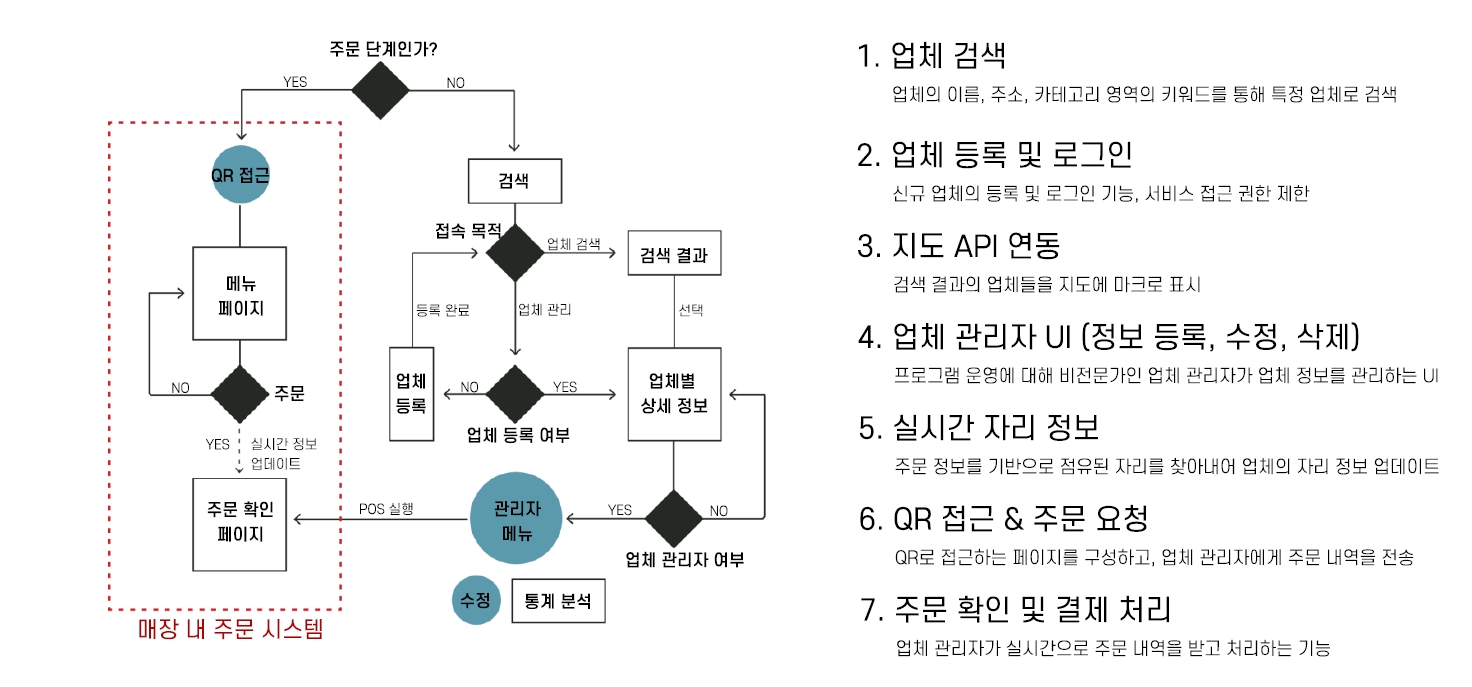 주문 단계인가?
YES
NO
QR 접근
검색
접속 목적
업체 검색
검색 결과
메뉴
페이지
등록 완료
업체 관리
선택
NO
주문
업체
등록
NO
YES
업체별
상세 정보
업체 등록 여부
YES
실시간 정보
업데이트
주문 확인
페이지
POS 실행
관리자
메뉴
YES
NO
업체 관리자 여부
수정
통계 분석
매장 내 주문 시스템
1. 업체 검색
업체의 이름, 주소, 카테고리 영역의 키워드를 통해 특정 업체로 검색
2. 업체 등록 및 로그인
신규 업체의 등록 및 로그인 기능, 서비스 접근 권한 제한
3. 지도 API 연동
검색 결과의 업체들을 지도에 마크로 표시
4. 업체 관리자 UI (정보 등록, 수정, 삭제)
프로그램 운영에 대해 비전문가인 업체 관리자가 업체 정보를 관리하는 UI
5. 실시간 자리 정보
주문 정보를 기반으로 점유된 자리를 찾아내어 업체의 자리 정보 업데이트
6. QR 접근 & 주문 요청
QR로 접근하는 페이지를 구성하고, 업체 관리자에게 주문 내역을 전송
7. 주문 확인 및 결제 처리
업체 관리자가 실시간으로 주문 내역을 받고 처리하는 기능